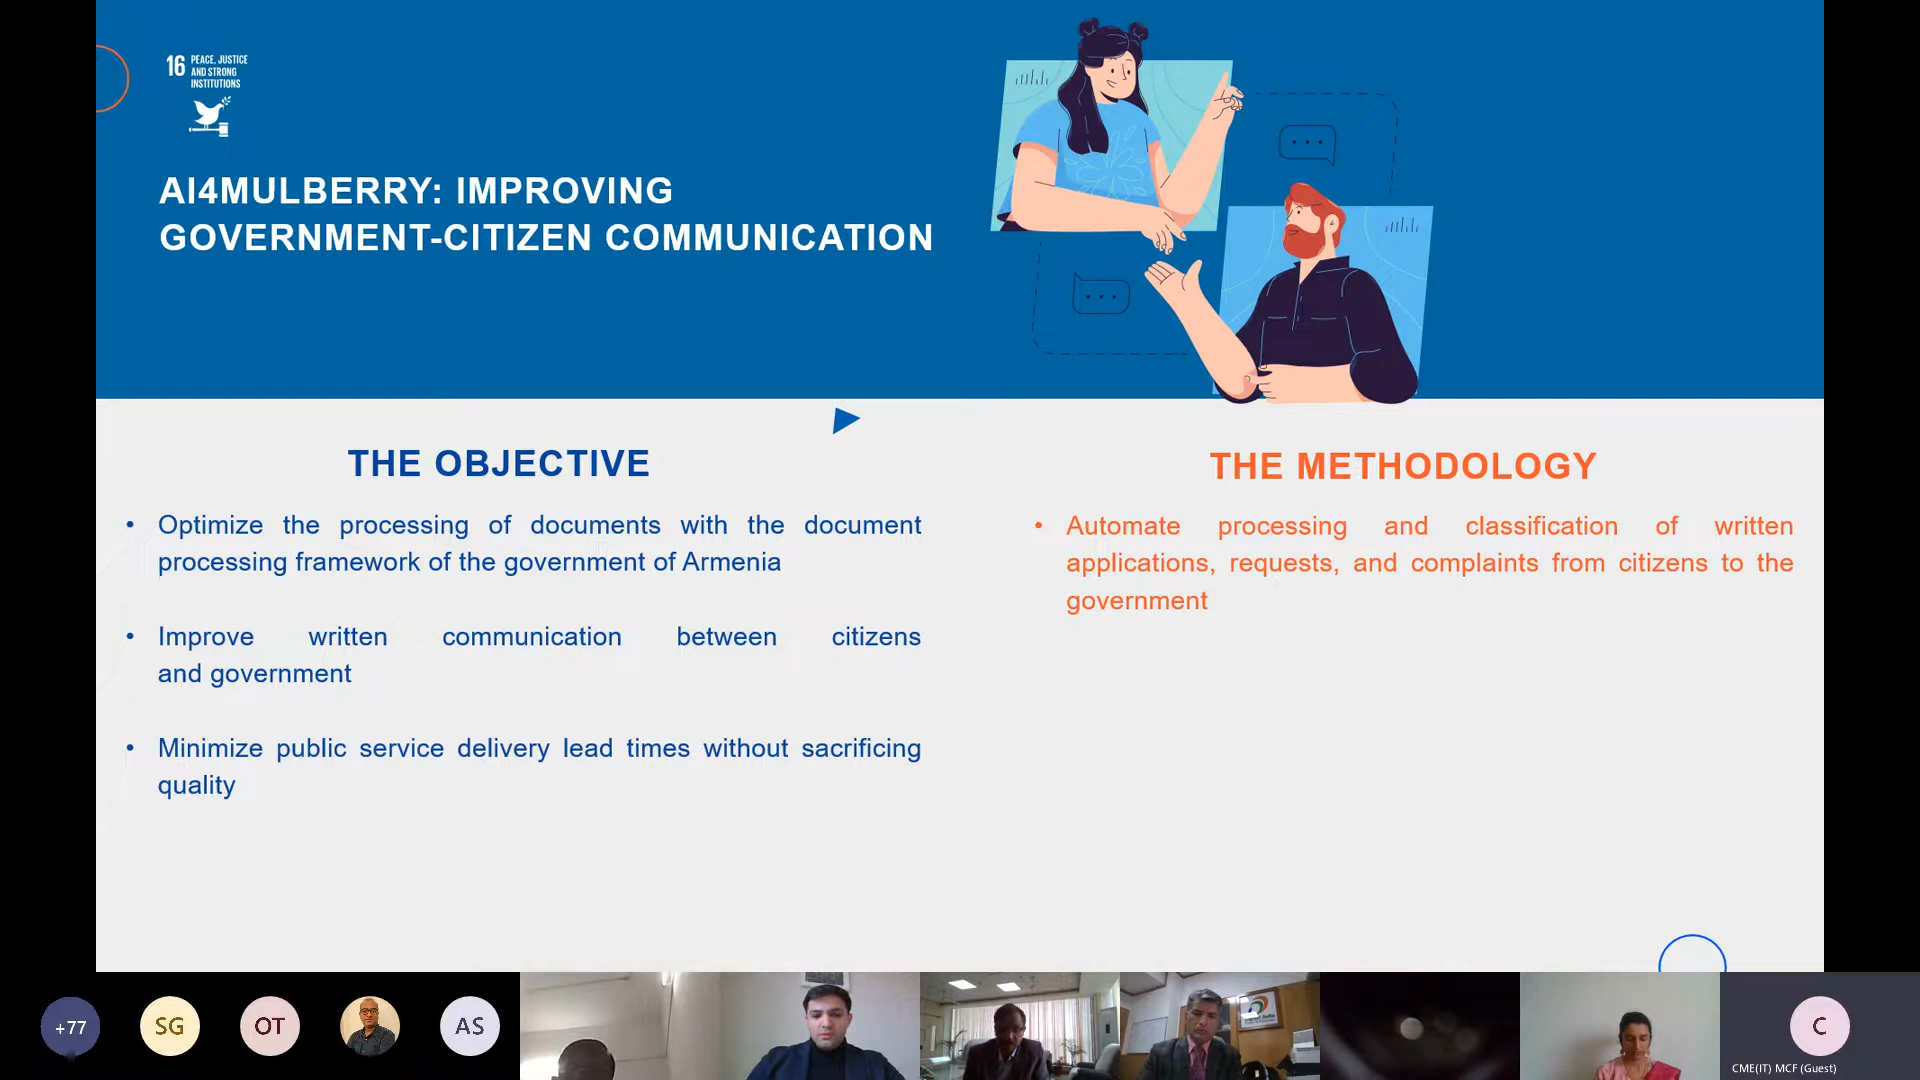 16 PEACE, JUSTICE
AND STRONG
INSTITUTIONS
AI4MULBERRY: IMPROVING
GOVERNMENT-CITIZEN COMMUNICATION
THE OBJECTIVE
• Optimize the processing of documents with the document
processing framework of the government of Armenia
• Improve written communication between citizens
and government
• Minimize public service delivery lead times without sacrificing
quality
THE METHODOLOGY
• Automate processing and classification of written
applications, requests, and complaints from citizens to the
government
+77
SG
OT
AS
C
CME(IT) MCF (Guest)